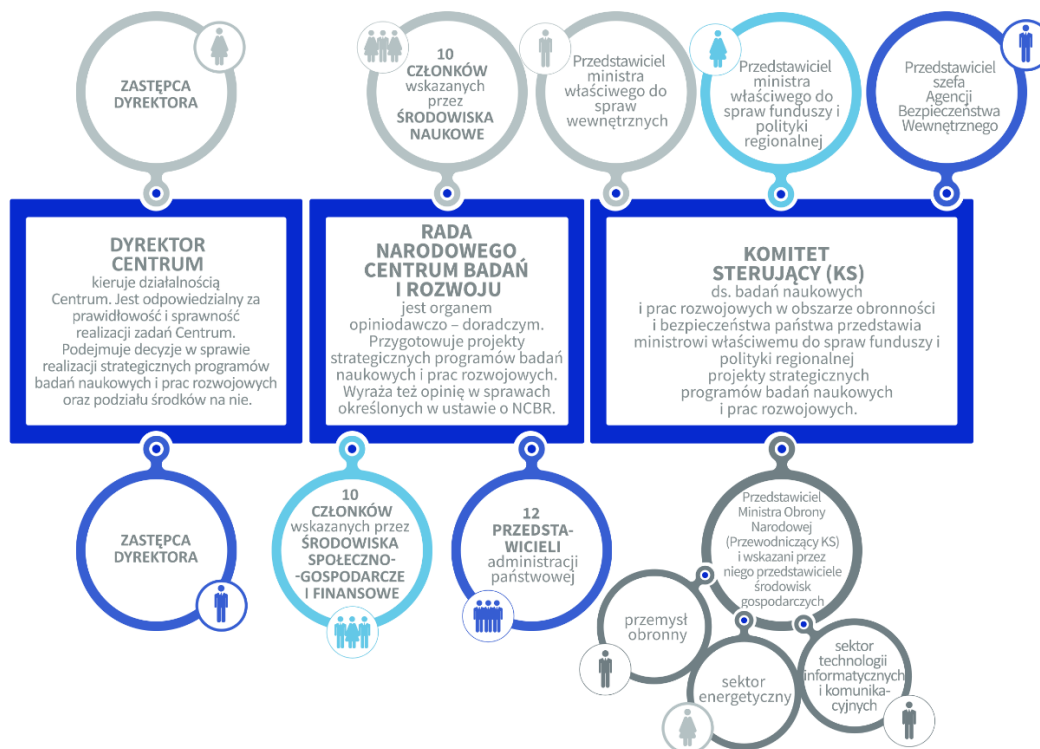 ZASTĘPCA
DYREKTORA
10
CZŁONKÓW
wskazanych
przez
ŚRODOWISKA
NAUKOWE
Przedstawiciel
ministra
właściwego do
spraw
wewnętrznych
Przedstawiciel
ministra
właściwego do
spraw funduszy i
polityki
regionalnej
Przedstawiciel
szefa
Agencji
Bezpieczeństwa
Wewnętrznego
DYREKTOR
CENTRUM
kieruje działalnością
Centrum. Jest odpowiedzialny za
prawidłowość i sprawność
realizacji zadań Centrum.
Podejmuje decyzje w sprawie
realizacji strategicznych programów
badań naukowych i prac rozwojowych
oraz podziału środków na nie.
RADA
NARODOWEGO
CENTRUM BADAŃ
I ROZWOJU
jest organem
opiniodawczo – doradczym.
Przygotowuje projekty
strategicznych programów badań
naukowych i prac rozwojowych.
Wyraża też opinię w sprawach
określonych w ustawie o NCBR.
KOMITET
STERUJĄCY (KS)
ds. badań naukowych
i prac rozwojowych w obszarze obronności
i bezpieczeństwa państwa przedstawia
ministrowi właściwemu do spraw funduszy i
polityki regionalnej
projekty strategicznych
programów badań naukowych
i prac rozwojowych.
ZASTĘPCA
DYREKTORA
10
CZŁONKÓW
wskazanych przez
ŚRODOWISKA
SPOŁECZNO-
-GOSPODARCZE
I FINANSOWE
12
PRZEDSTA-
WICIELI
administracji
państwowej
Przedstawiciel
Ministra Obrony
Narodowej
(Przewodniczący KS)
i wskazani przez
niego przedstawiciele
środowisk
gospodarczych
przemysł
obronny
sektor
energetyczny
sektor
technologii
informatycznych
i komunika-
cyjnych